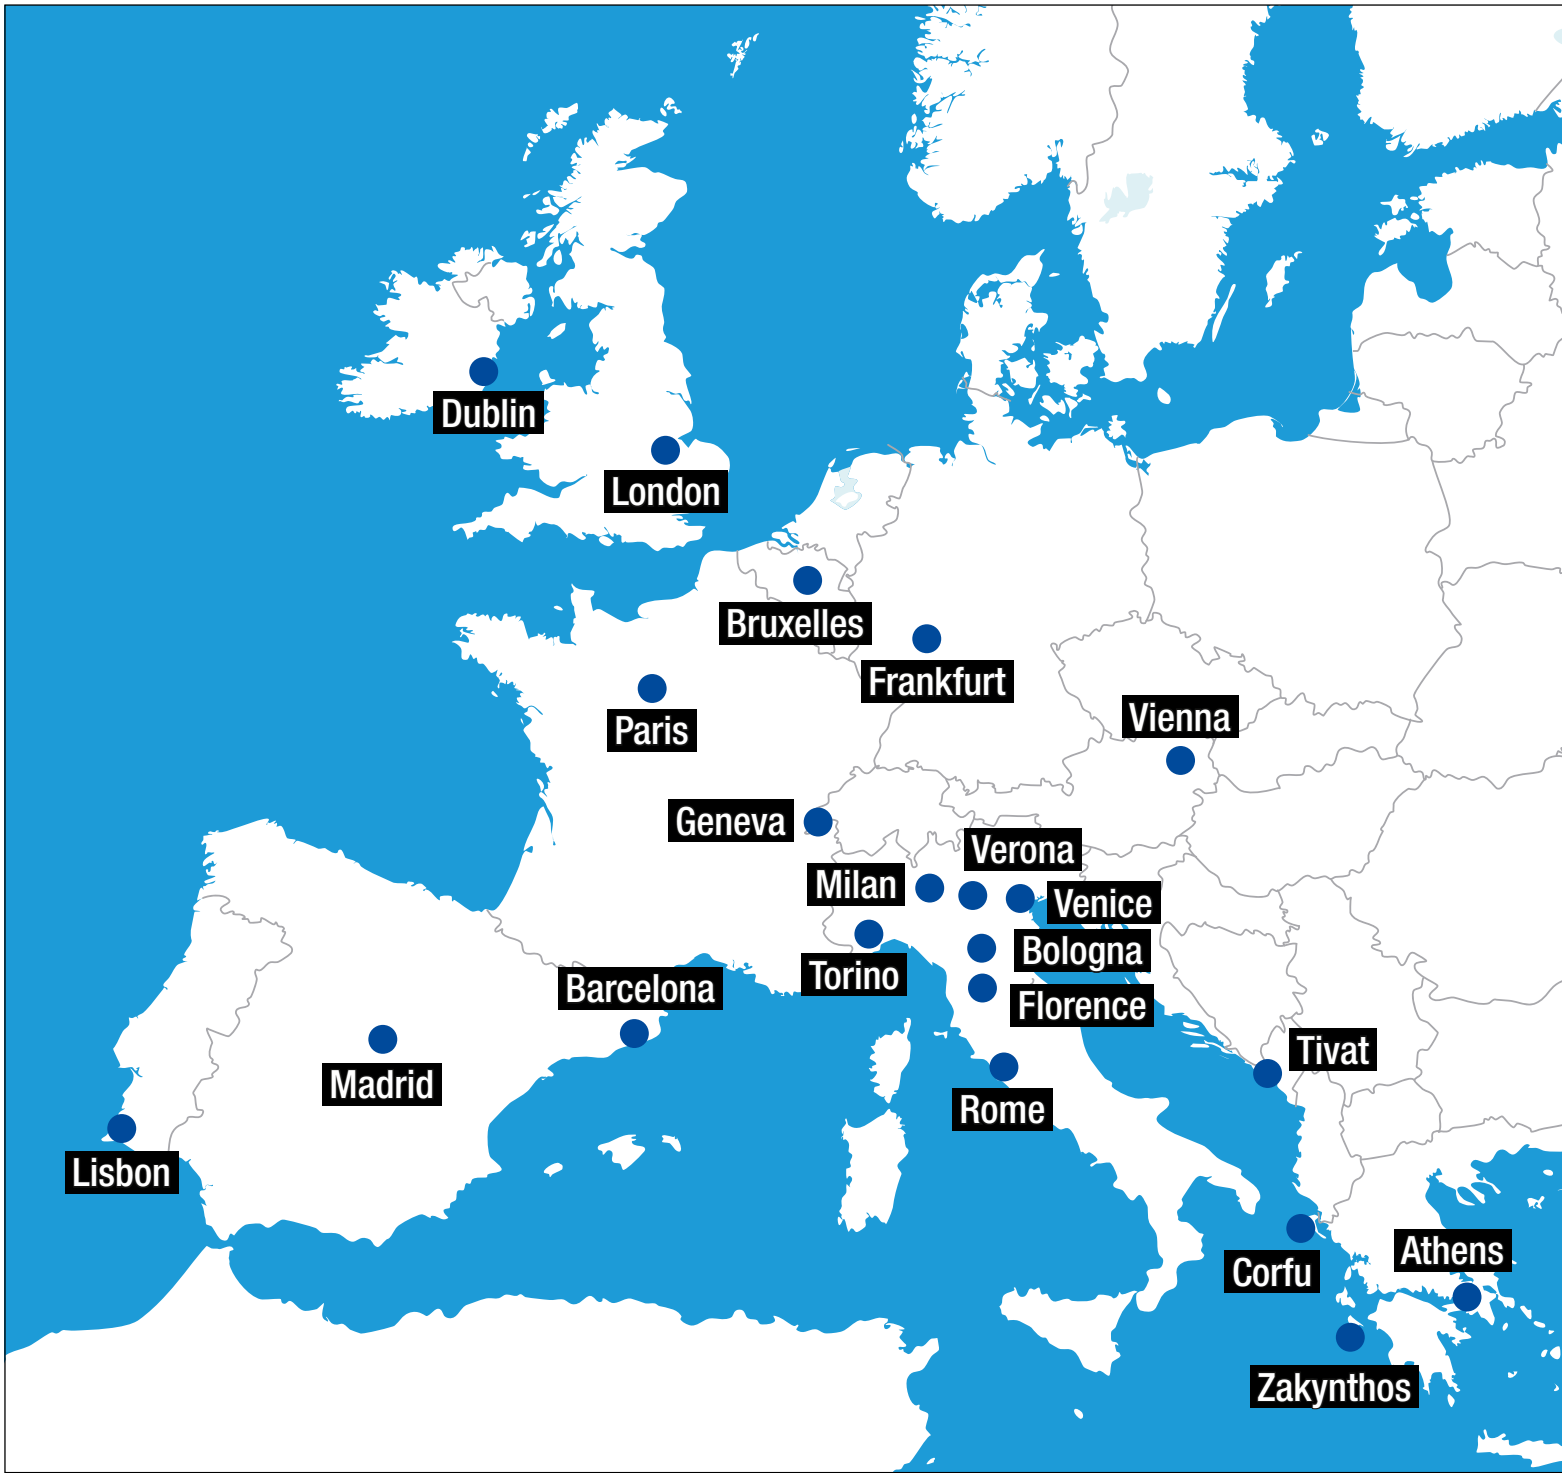 Dublin
London
Bruxelles
Frankfurt
Paris
Vienna
Geneva
Verona
Milan
Venice
Bologna
Torino
Barcelona
Florence
Tivat
Madrid
Rome
Lisbon
Athens
Corfu
Zakynthos